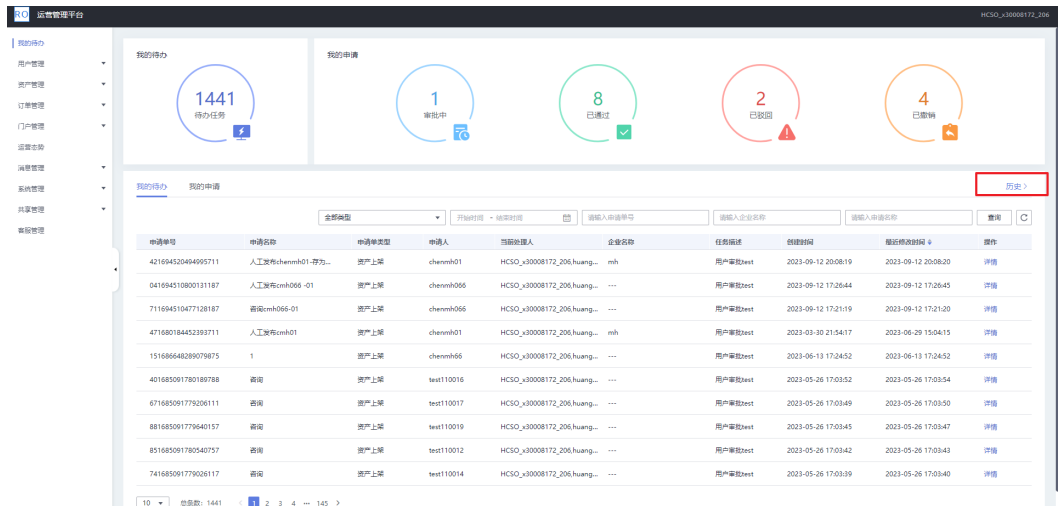 RO 运营管理平台 HCSO_x30008172_206
我的待办
用户管理
资产管理
订单管理
门户管理
运营态势
消息管理
系统管理
共享管理
客服管理
我的待办 我的申请
1441 待办任务
1 审批中
8 已通过
2 已驳回
4 已撤销
我的待办 我的申请 历史 >
全部类型 开始时间 - 结束时间 请输入申请单号 请输入企业名称 请输入申请名称 查询
申请单号 申请名称 申请单类型 申请人 当前处理人 企业名称 任务描述 创建时间 最近修改时间 操作
421694520494995711 人工发布chenmh01-存为... 资产上架 chenmh01 HCSO_x30008172_206,huang... mh 用户审批test 2023-09-12 20:08:19 2023-09-12 20:08:20 详情
041694510800131187 人工发布cmh066 -01 资产上架 chenmh066 HCSO_x30008172_206,huang... --- 用户审批test 2023-09-12 17:26:44 2023-09-12 17:26:45 详情
711694510477128187 咨询cmh066-01 资产上架 chenmh066 HCSO_x30008172_206,huang... --- 用户审批test 2023-09-12 17:21:19 2023-09-12 17:21:20 详情
471680184452393711 人工发布cmh01 资产上架 chenmh01 HCSO_x30008172_206,huang... mh 用户审批test 2023-03-30 21:54:17 2023-06-29 15:04:15 详情
151686648289079875 1 资产上架 chenmh66 HCSO_x30008172_206,huang... --- 用户审批test 2023-06-13 17:24:52 2023-06-13 17:24:52 详情
401685091780189788 咨询 资产上架 test110016 HCSO_x30008172_206,huang... --- 用户审批test 2023-05-26 17:03:52 2023-05-26 17:03:54 详情
671685091779206111 咨询 资产上架 test110017 HCSO_x30008172_206,huang... --- 用户审批test 2023-05-26 17:03:49 2023-05-26 17:03:50 详情
881685091779640157 咨询 资产上架 test110019 HCSO_x30008172_206,huang... --- 用户审批test 2023-05-26 17:03:45 2023-05-26 17:03:47 详情
851685091780540757 咨询 资产上架 test110012 HCSO_x30008172_206,huang... --- 用户审批test 2023-05-26 17:03:42 2023-05-26 17:03:43 详情
741685091779026117 咨询 资产上架 test110014 HCSO_x30008172_206,huang... --- 用户审批test 2023-05-26 17:03:39 2023-05-26 17:03:40 详情
10 总条数: 1441 < 1 2 3 4 ... 145 >